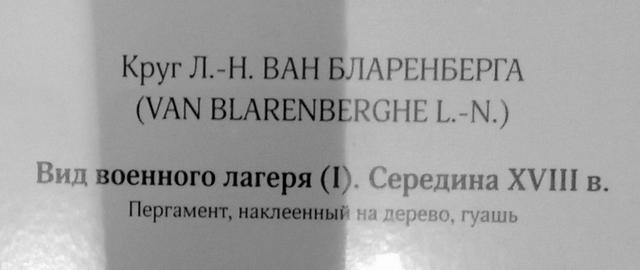 Круг Л.-Н. ВАН БЛАРЕНБЕРГА
(VAN BLARENBERGHE L.-N.)
Вид военного лагеря (I). Середина XVIII в.
Пергамент, наклеенный на дерево, гуашь